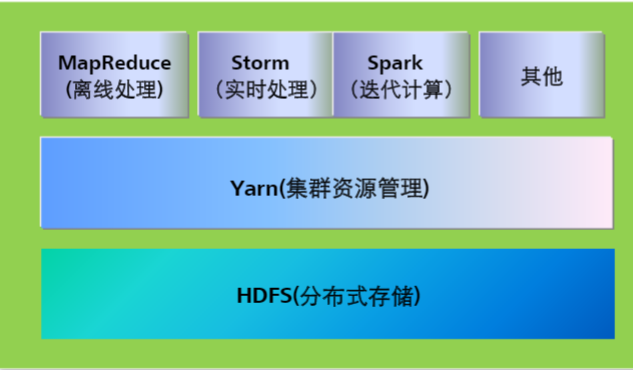 MapReduce
(离线处理)
Storm
（实时处理）
Spark
（迭代计算）
其他
Yarn(集群资源管理)
HDFS(分布式存储)